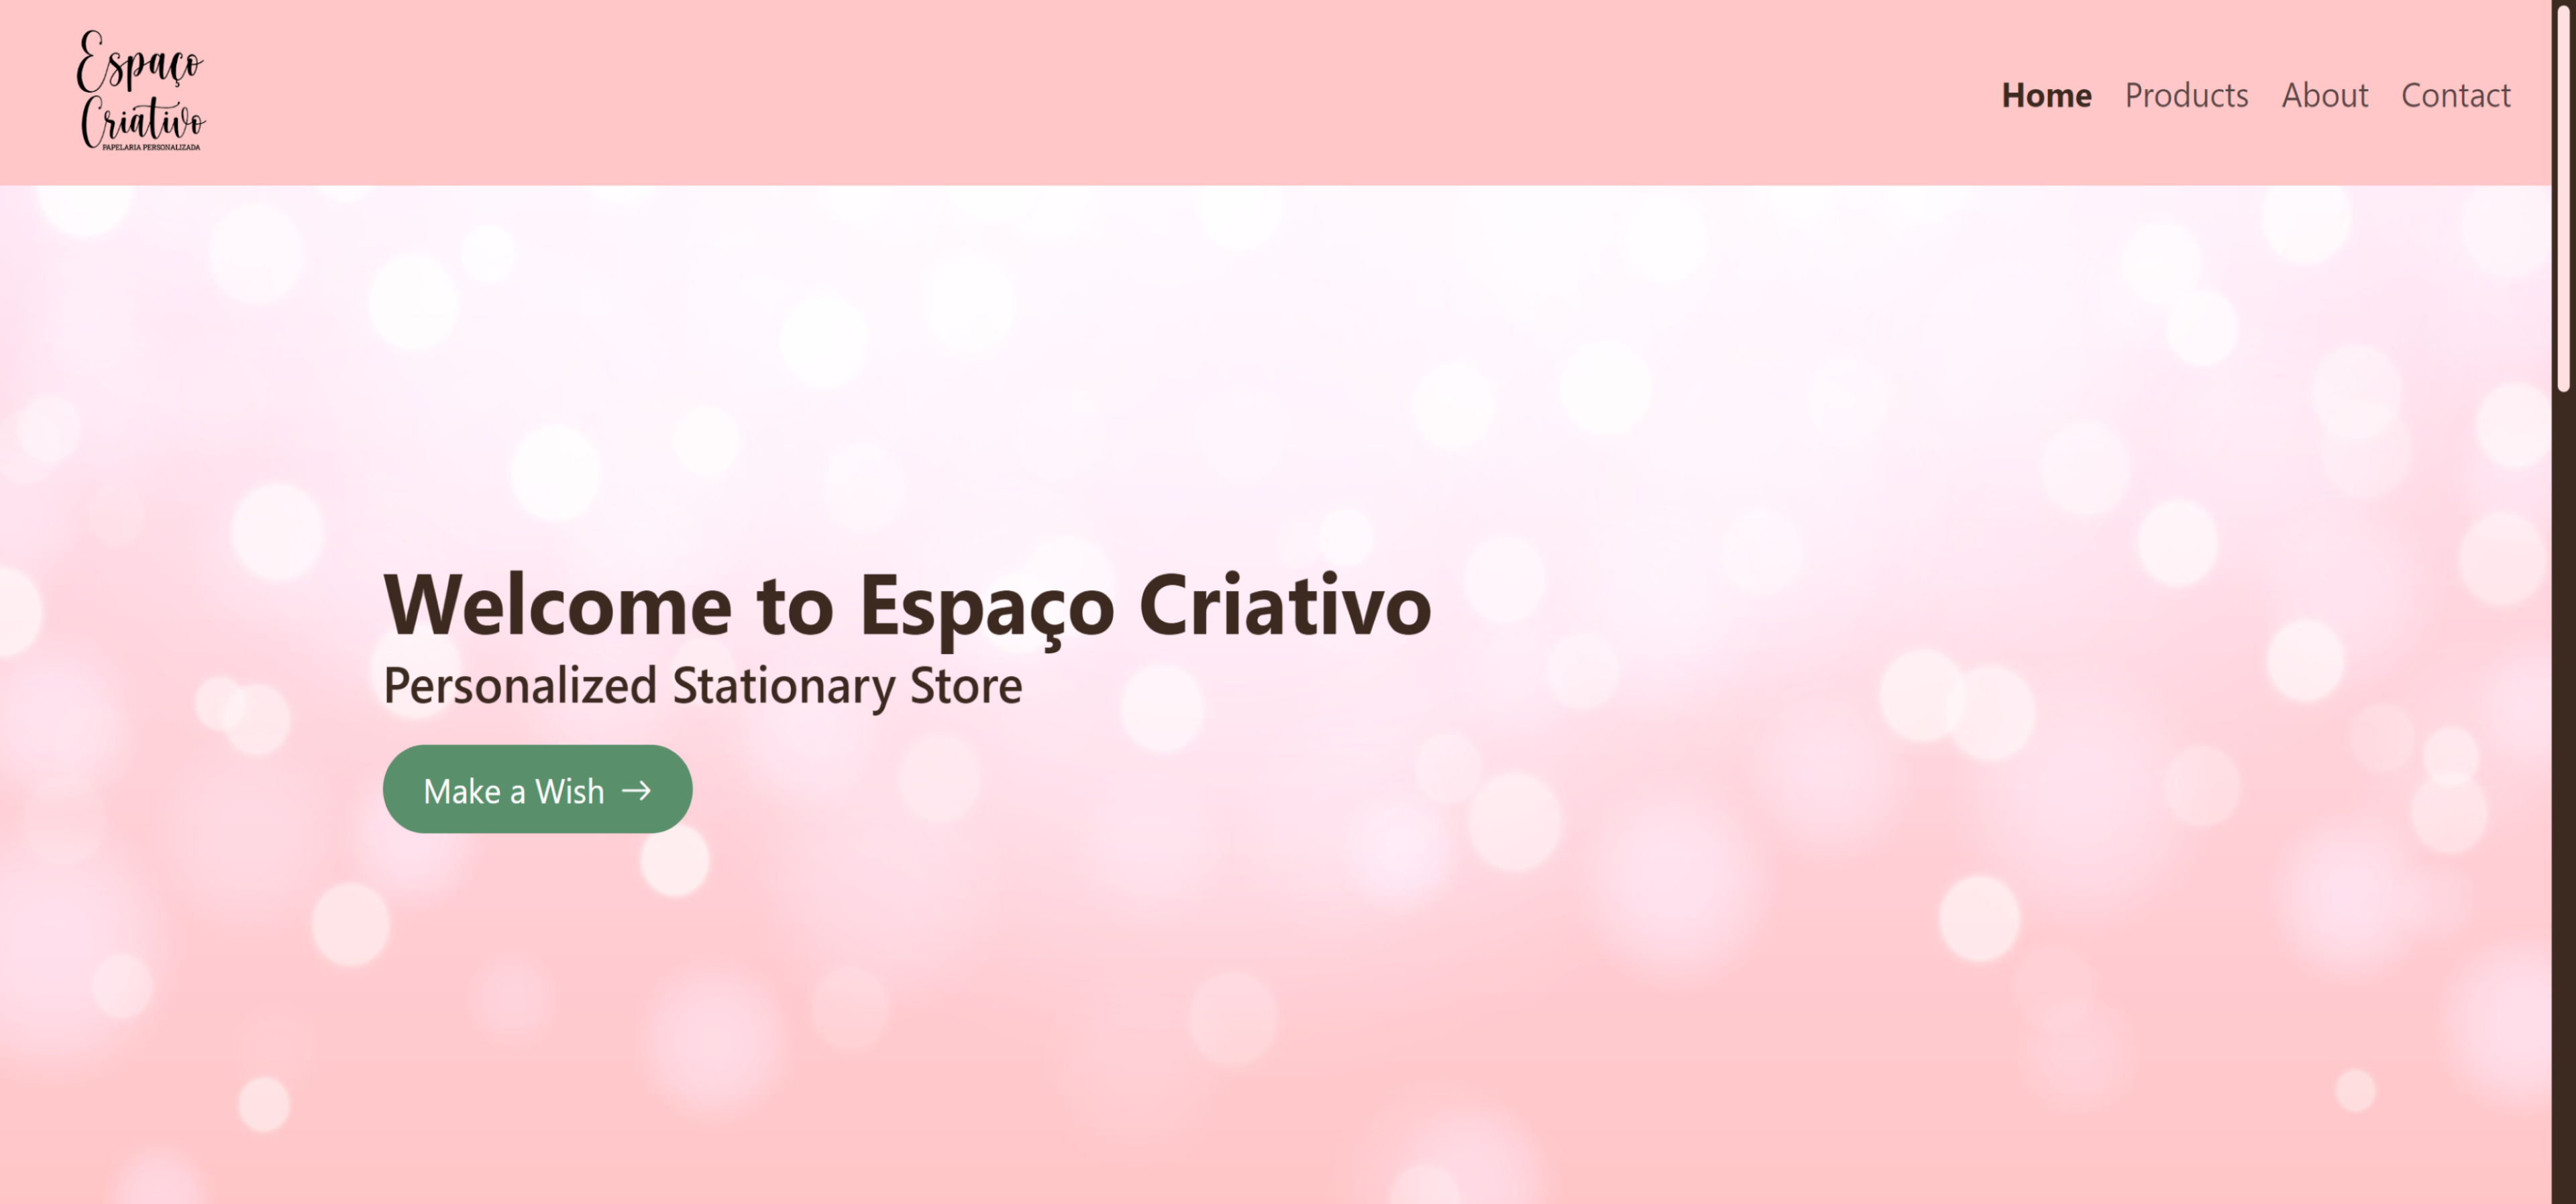 Espaço
Criativo
PAPELARIA PERSONALIZADA
Home Products About Contact
Welcome to Espaço Criativo
Personalized Stationary Store
Make a Wish →